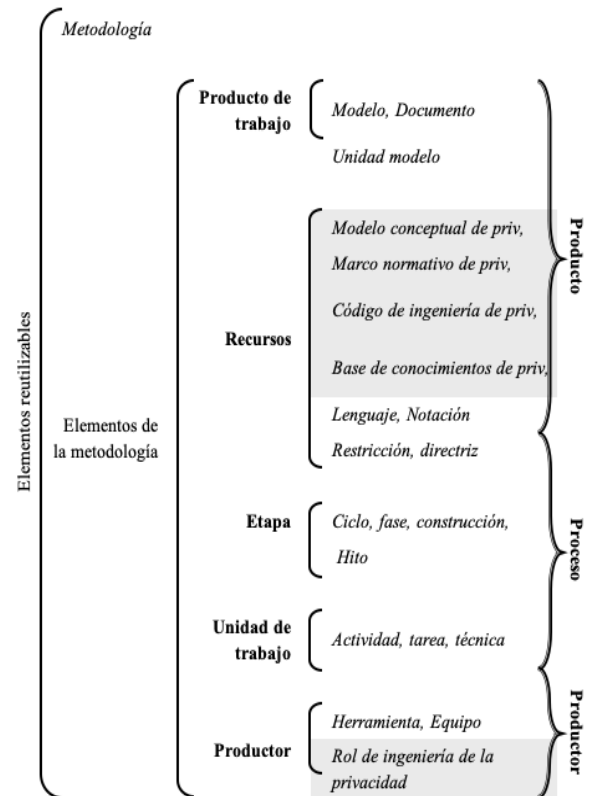 Metodología
Elementos reutilizables
Elementos de
la metodología
Producto de
trabajo
Modelo, Documento
Unidad modelo
Recursos
Modelo conceptual de priv,
Marco normativo de priv,
Código de ingeniería de priv,
Base de conocimientos de priv,
Lenguaje, Notación
Restricción, directriz
Etapa
Ciclo, fase, construcción,
Hito
Unidad de
trabajo
Actividad, tarea, técnica
Productor
Herramienta, Equipo
Rol de ingeniería de la
privacidad
Producto
Proceso
Productor